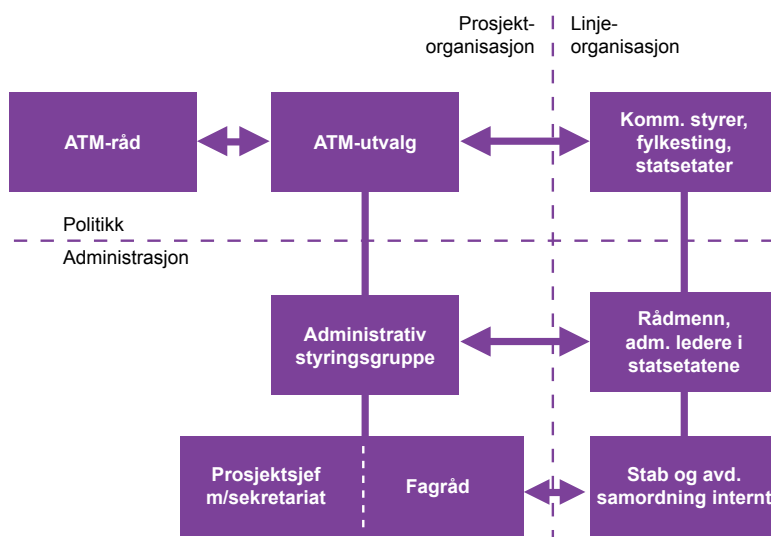 Prosjekt-
organisasjon
Linje-
organisasjon
ATM-råd
ATM-utvalg
Komm. styrer,
fylkesting,
statsetater
Politikk
Administrasjon
Administrativ
styringsgruppe
Rådmenn,
adm. ledere i
statsetatene
Prosjektsjef
m/sekretariat
Fagråd
Stab og avd.
samordning internt